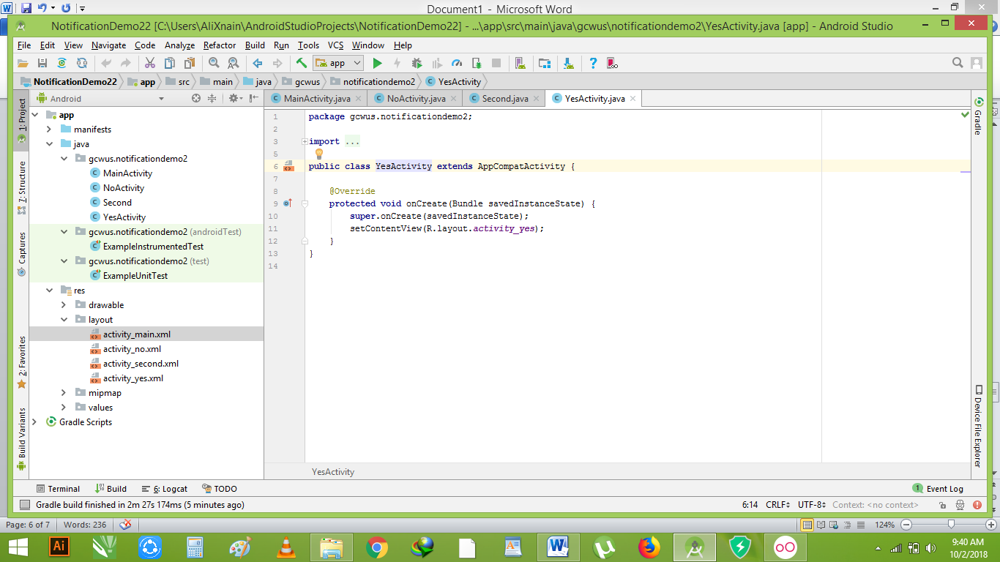 Document1 - Microsoft Word
NotificationDemo22 [C:\Users\AliXnain\AndroidStudioProjects\NotificationDemo22] - ...\app\src\main\java\gcwus\notificationdemo2\YesActivity.java [app] - Android Studio
File Edit View Navigate Code Analyze Refactor Build Run Tools VCS Window Help
app
NotificationDemo22 app src main java gcwus notificationdemo2 YesActivity
1: Project
7: Structure
Captures
2: Favorites
Build Variants
Android
app
manifests
java
gcwus.notificationdemo2
MainActivity
NoActivity
Second
YesActivity
gcwus.notificationdemo2 (androidTest)
ExampleInstrumentedTest
gcwus.notificationdemo2 (test)
ExampleUnitTest
res
drawable
layout
activity_main.xml
activity_no.xml
activity_second.xml
activity_yes.xml
mipmap
values
Gradle Scripts
MainActivity.java NoActivity.java Second.java YesActivity.java
1 package gcwus.notificationdemo2;
2
3 import ...
5
6 public class YesActivity extends AppCompatActivity {
7
8 @Override
9 protected void onCreate(Bundle savedInstanceState) {
10 super.onCreate(savedInstanceState);
11 setContentView(R.layout.activity_yes);
12 }
13 }
14
YesActivity
Gradle
Device File Explorer
Terminal Build 6: Logcat TODO 1 Event Log
Gradle build finished in 2m 27s 174ms (5 minutes ago) 6:14 CRLF UTF-8 Context: <no context>
Page: 6 of 7 Words: 236 124%
Ai
9:40 AM
10/2/2018